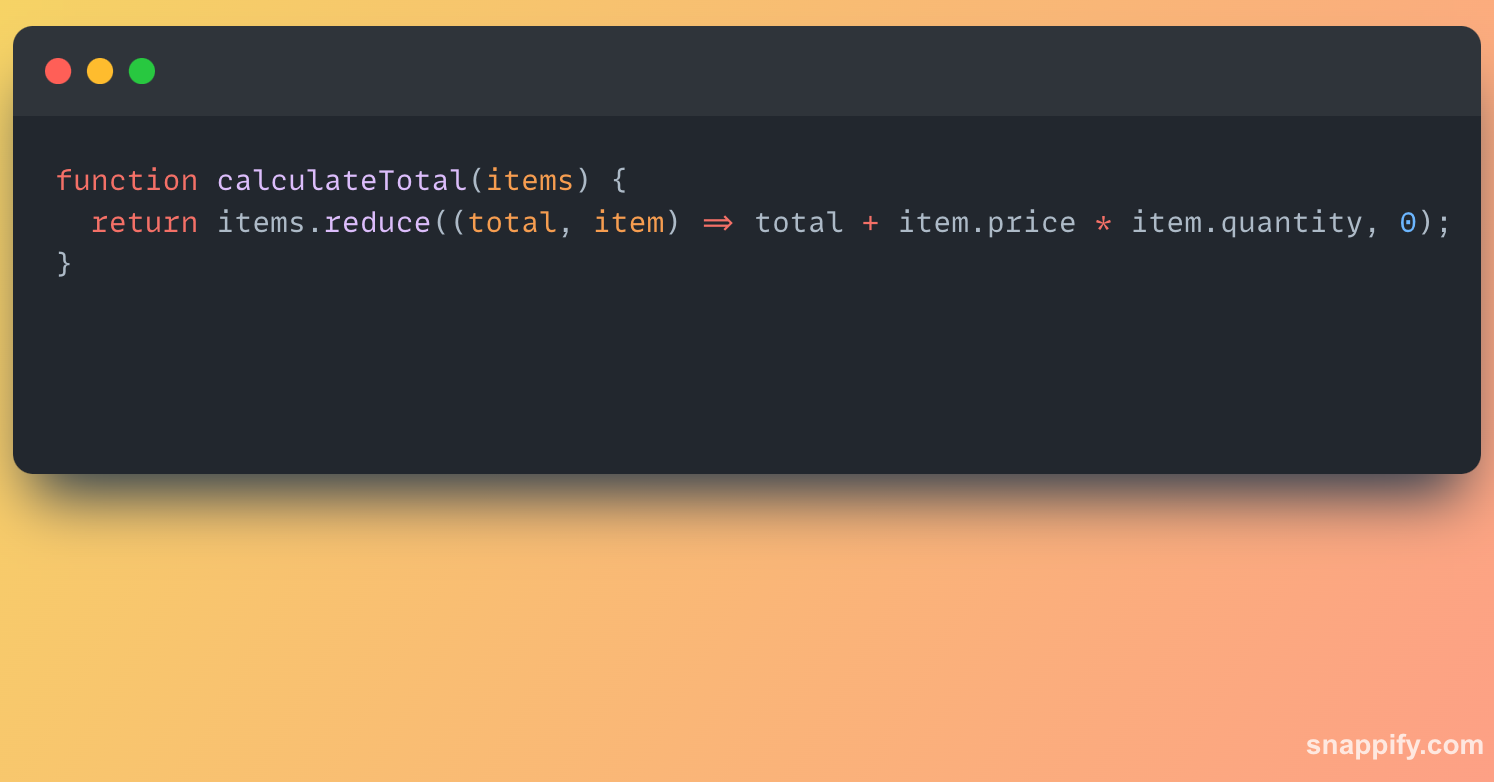 function calculateTotal(items) {
  return items.reduce((total, item) => total + item.price * item.quantity, 0);
}
snappify.com